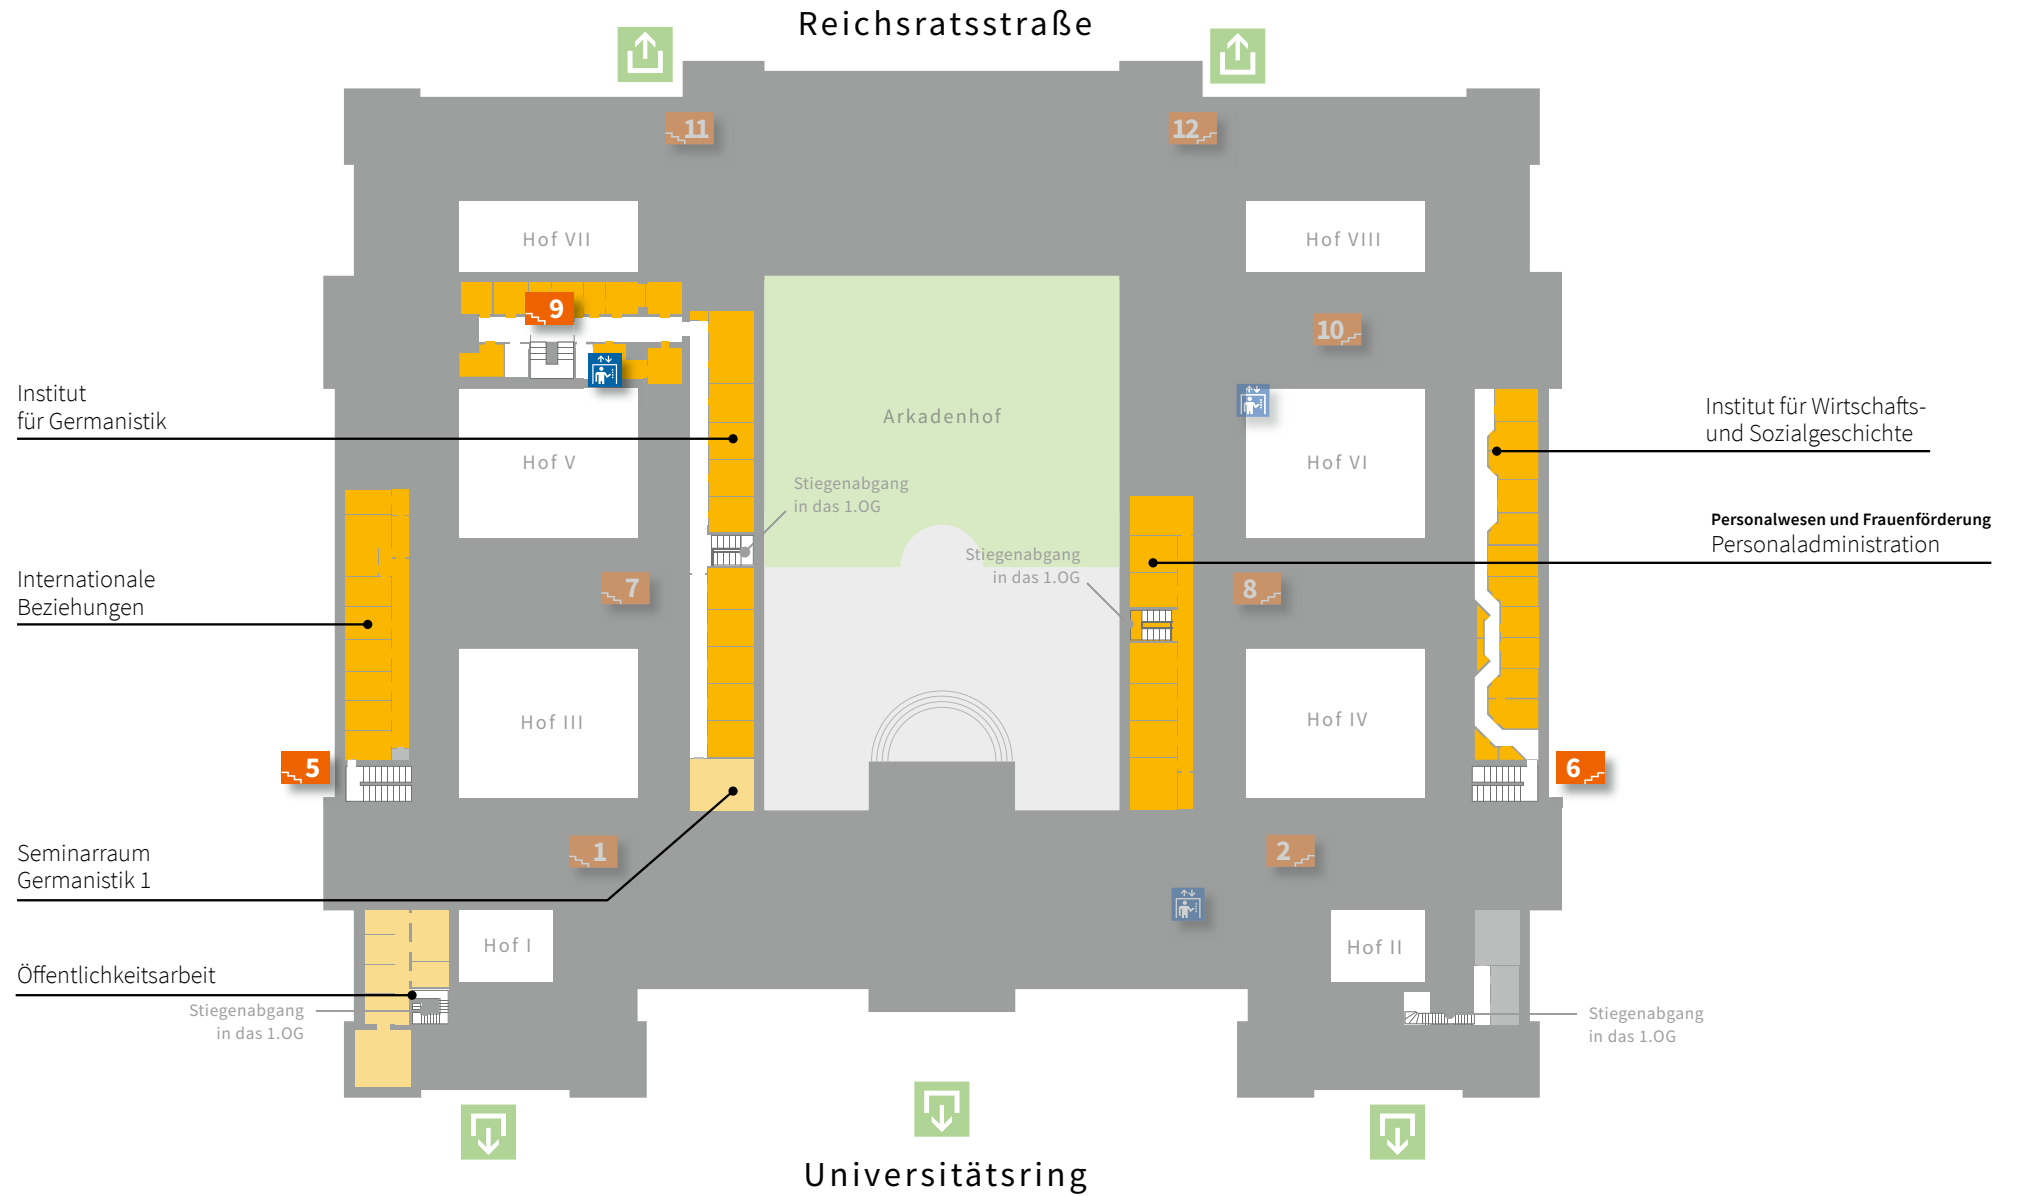 Reichsratsstraße
11
12
Hof VII
Hof VIII
9
10
Institut
für Germanistik
Arkadenhof
Institut für Wirtschafts-
und Sozialgeschichte
Hof V
Hof VI
Stiegenabgang
in das 1.OG
Personalwesen und Frauenförderung
Personaladministration
Stiegenabgang
in das 1.OG
Internationale
Beziehungen
7
8
Hof III
Hof IV
5
6
Seminarraum
Germanistik 1
1
2
Hof I
Hof II
Öffentlichkeitsarbeit
Stiegenabgang
in das 1.OG
Stiegenabgang
in das 1.OG
Universitätsring